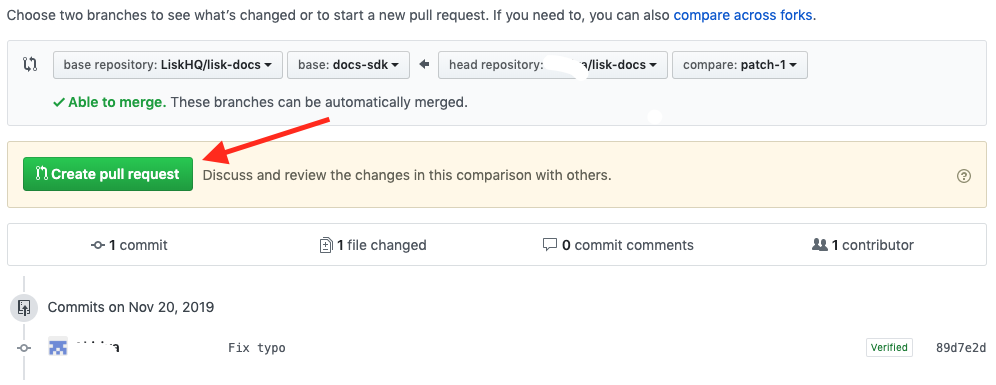 Choose two branches to see what's changed or to start a new pull request. If you need to, you can also compare across forks.
base repository: LiskHQ/lisk-docs base: docs-sdk head repository: a/lisk-docs compare: patch-1
Able to merge. These branches can be automatically merged.
Create pull request Discuss and review the changes in this comparison with others.
1 commit 1 file changed 0 commit comments 1 contributor
Commits on Nov 20, 2019
Fix typo Verified 89d7e2d